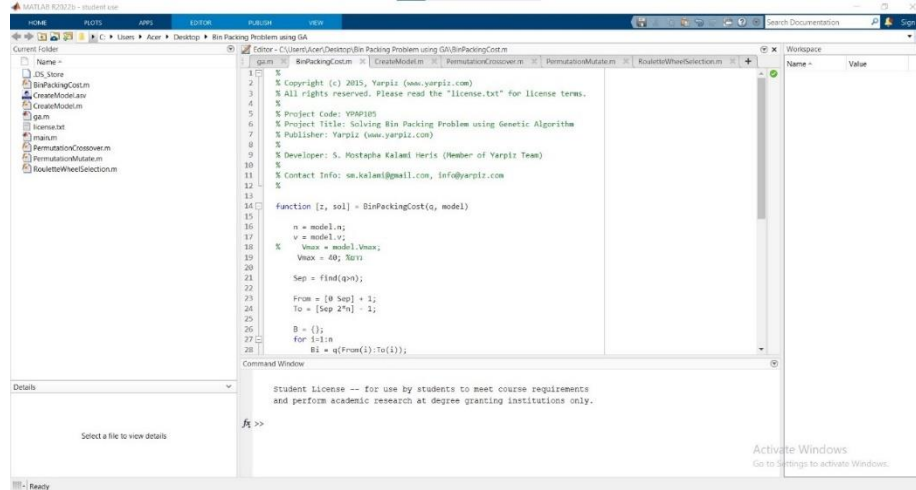 MATLAB R2022b - student use
HOME PLOTS APPS EDITOR PUBLISH VIEW
Search Documentation
Sign
C: Users Acer Desktop Bin Packing Problem using GA
Current Folder
Name
.DS_Store
BinPackingCost.m
CreateModel.asv
CreateModel.m
ga.m
license.txt
main.m
PermutationCrossover.m
PermutationMutate.m
RouletteWheelSelection.m
Details
Select a file to view details
Editor - C:\Users\Acer\Desktop\Bin Packing Problem using GA\BinPackingCost.m
ga.m BinPackingCost.m CreateModel.m PermutationCrossover.m PermutationMutate.m RouletteWheelSelection.m +
1 %
2 % Copyright (c) 2015, Yarpiz (www.yarpiz.com)
3 % All rights reserved. Please read the "license.txt" for license terms.
4 %
5 % Project Code: YPAP105
6 % Project Title: Solving Bin Packing Problem using Genetic Algorithm
7 % Publisher: Yarpiz (www.yarpiz.com)
8 %
9 % Developer: S. Mostapha Kalami Heris (Member of Yarpiz Team)
10 %
11 % Contact Info: sm.kalami@gmail.com, info@yarpiz.com
12 %
13
14 function [z, sol] = BinPackingCost(q, model)
15
16 n = model.n;
17 v = model.v;
18 % Vmax = model.Vmax;
19 Vmax = 40; %
20
21 Sep = find(q>n);
22
23 From = [0 Sep] + 1;
24 To = [Sep 2*n] - 1;
25
26 B = {};
27 for i=1:n
28 Bi = q(From(i):To(i));
Command Window
Student License -- for use by students to meet course requirements
and perform academic research at degree granting institutions only.
fx >>
Workspace
Name Value
Activate Windows
Go to Settings to activate Windows.
Ready